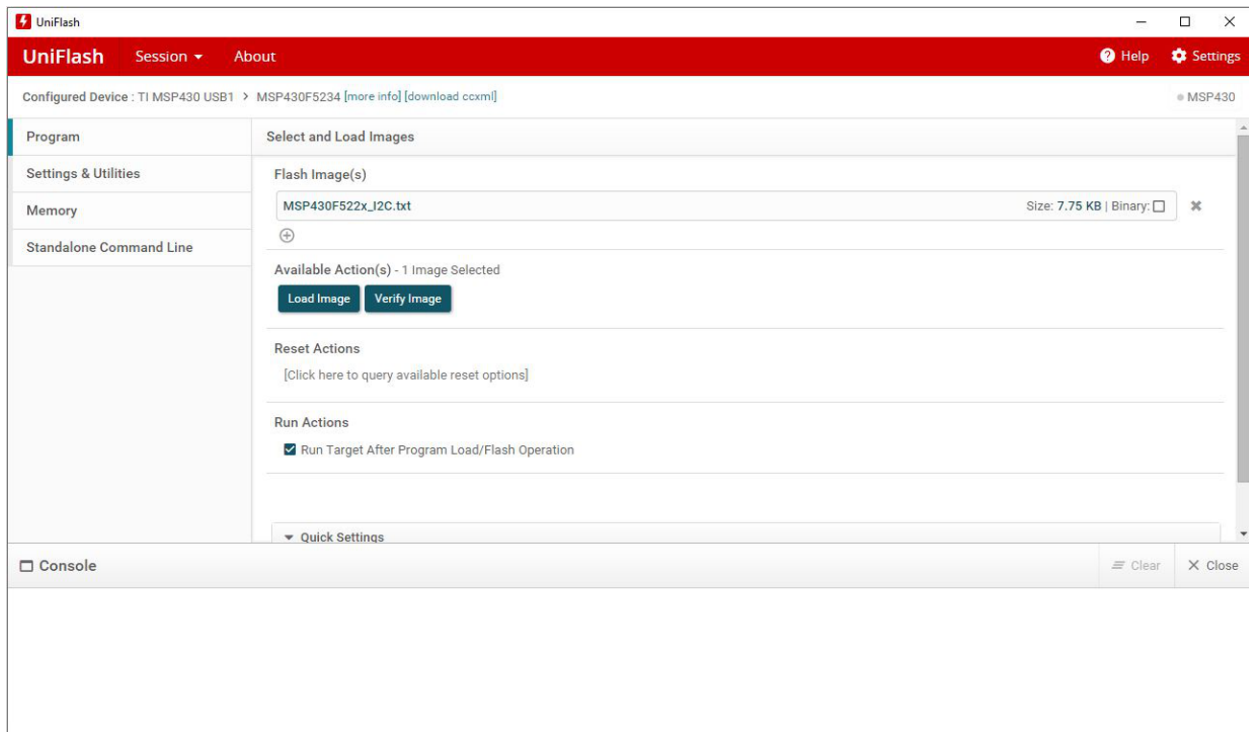 UniFlash
UniFlash Session About Help Settings
Configured Device : TI MSP430 USB1 > MSP430F5234 [more info] [download ccxml] MSP430
Program
Settings & Utilities
Memory
Standalone Command Line
Select and Load Images
Flash Image(s)
MSP430F522x_I2C.txt Size: 7.75 KB | Binary:
Available Action(s) - 1 Image Selected
Load Image Verify Image
Reset Actions
[Click here to query available reset options]
Run Actions
Run Target After Program Load/Flash Operation
Quick Settings
Console Clear Close